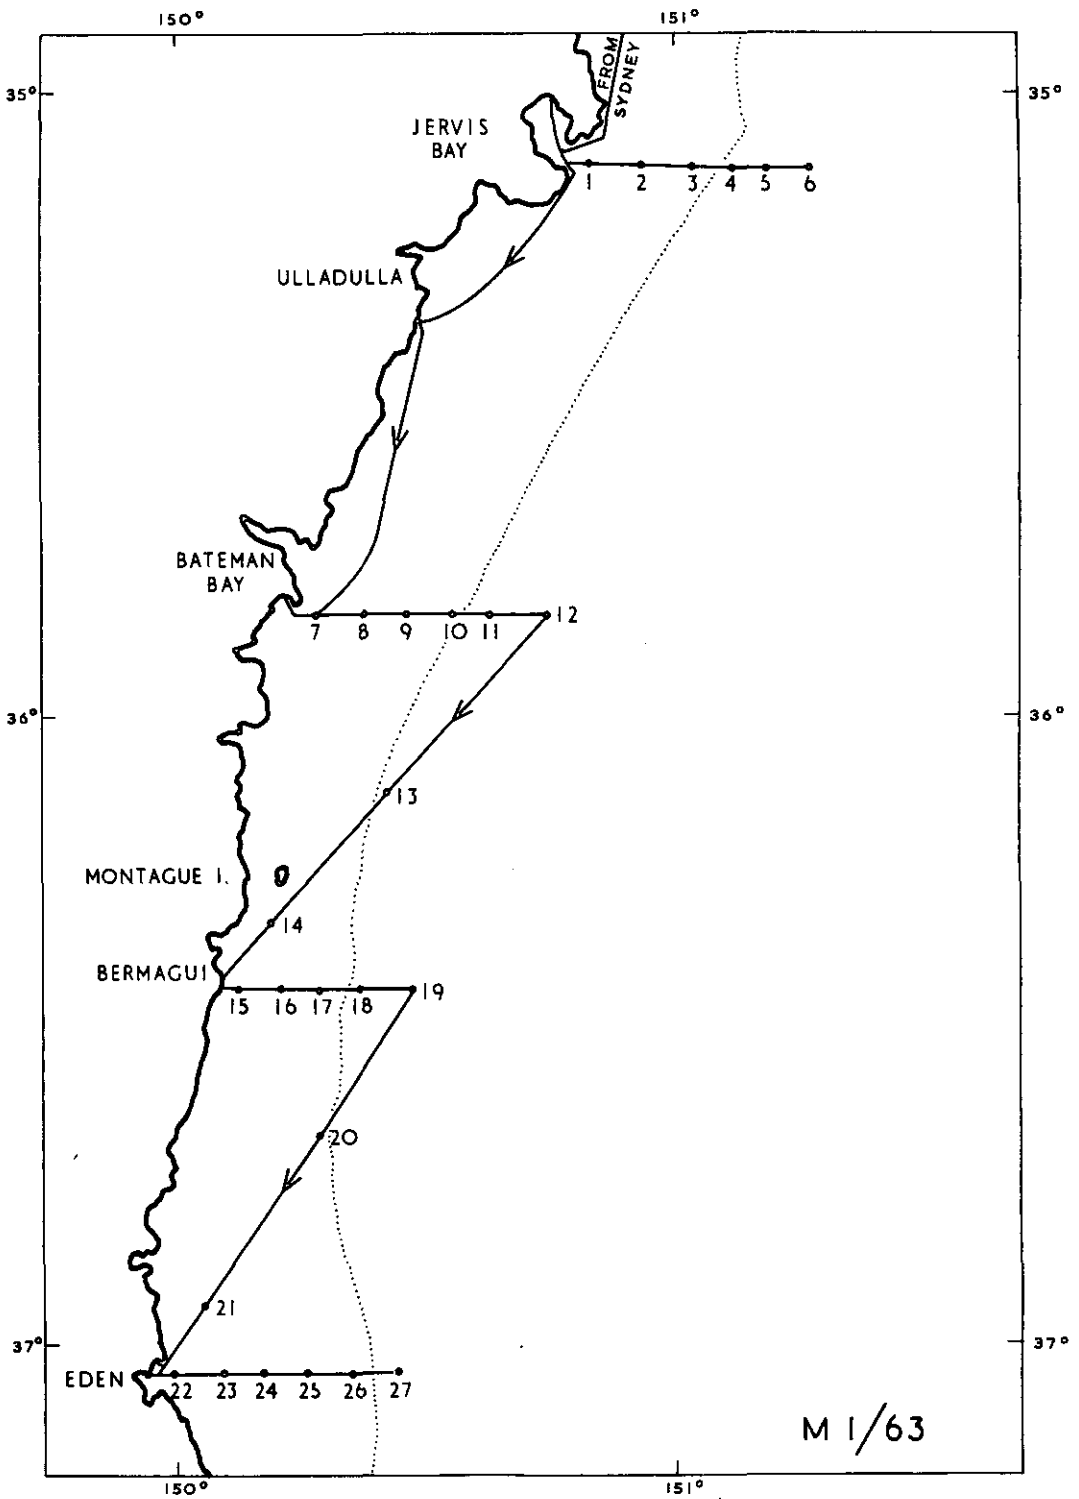 150° 151°
FROM
SYDNEY
35° 35°
JERVIS
BAY
1 2 3 4 5 6
ULLADULLA
BATEMAN
BAY
7 8 9 10 11 12
36° 36°
13
MONTAGUE I.
14
BERMAGUI
15 16 17 18 19
20
21
37° 37°
EDEN
22 23 24 25 26 27
M 1/63
150° 151°